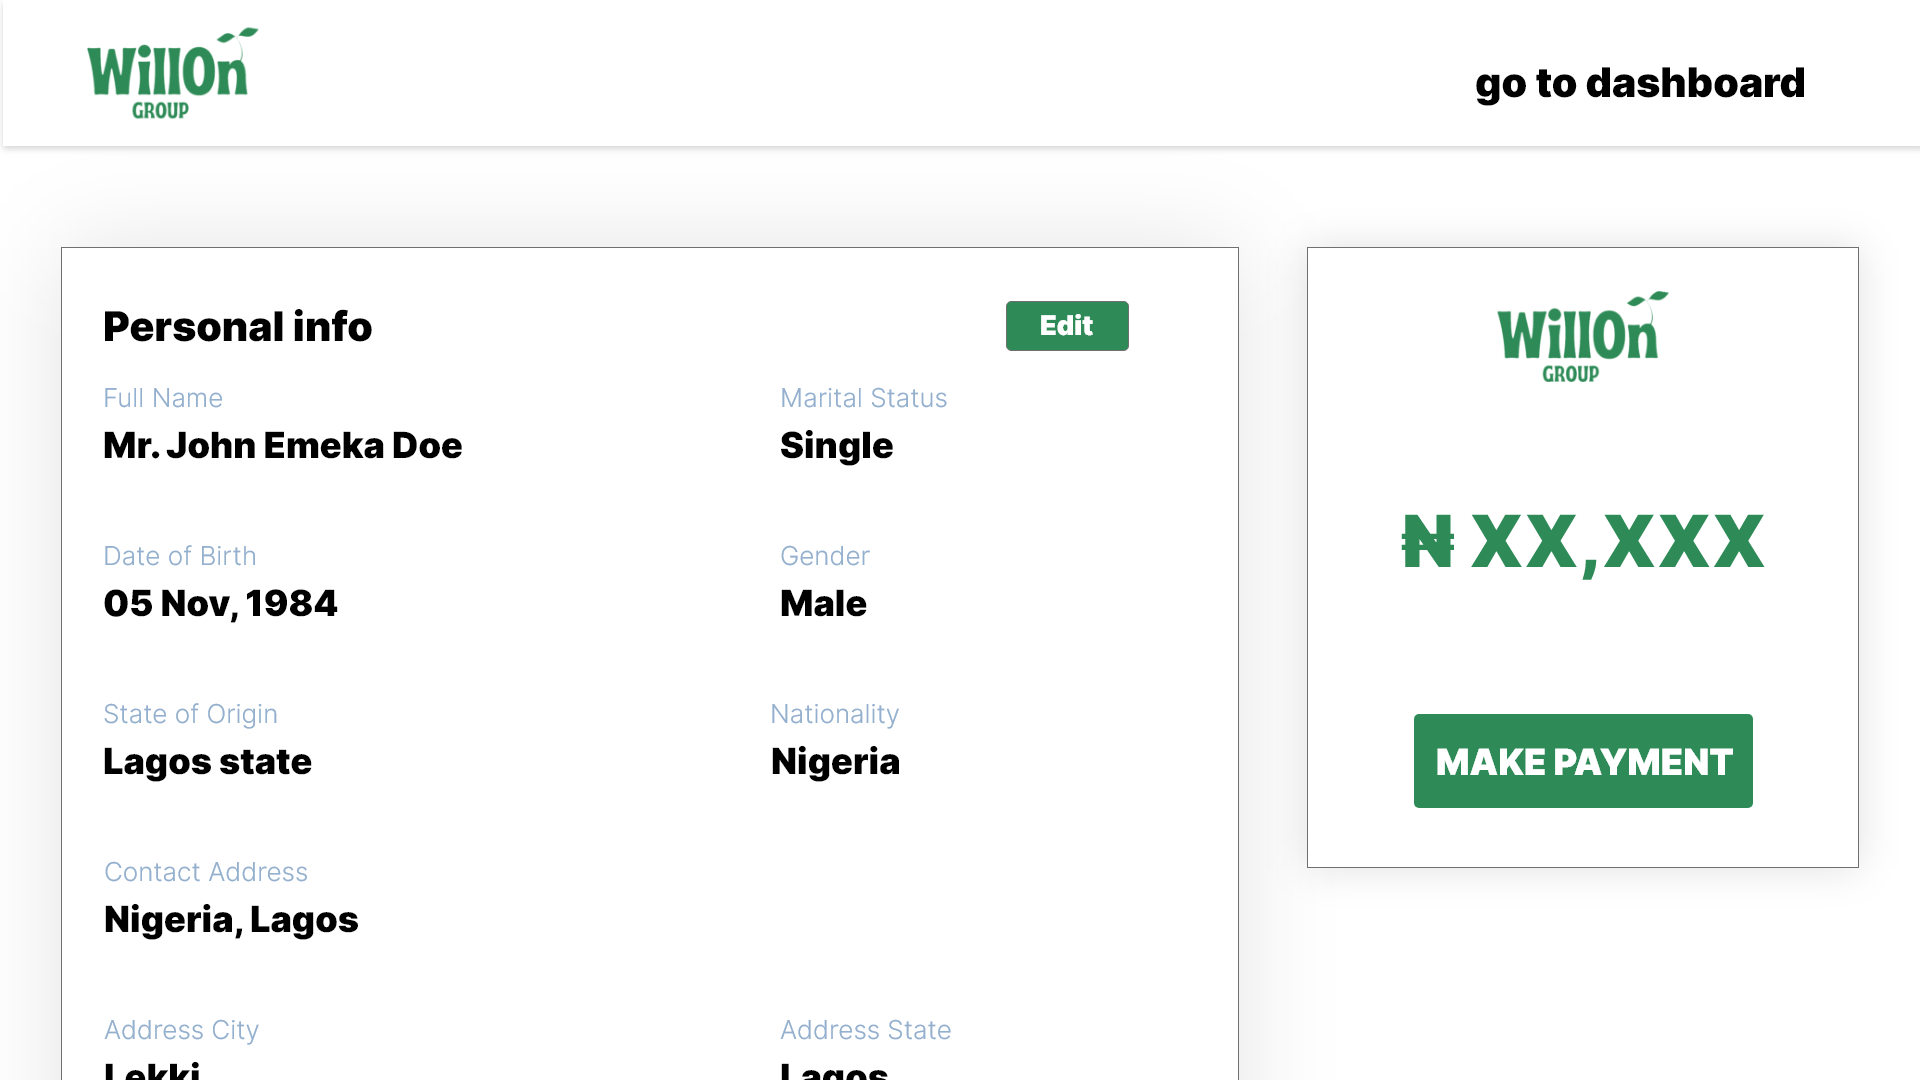 WillOn
GROUP
go to dashboard
Personal info
Edit
Full Name
Mr. John Emeka Doe
Marital Status
Single
Date of Birth
05 Nov, 1984
Gender
Male
State of Origin
Lagos state
Nationality
Nigeria
Contact Address
Nigeria, Lagos
Address City
Lekki
Address State
Lagos
WillOn
GROUP
₦ XX,XXX
MAKE PAYMENT